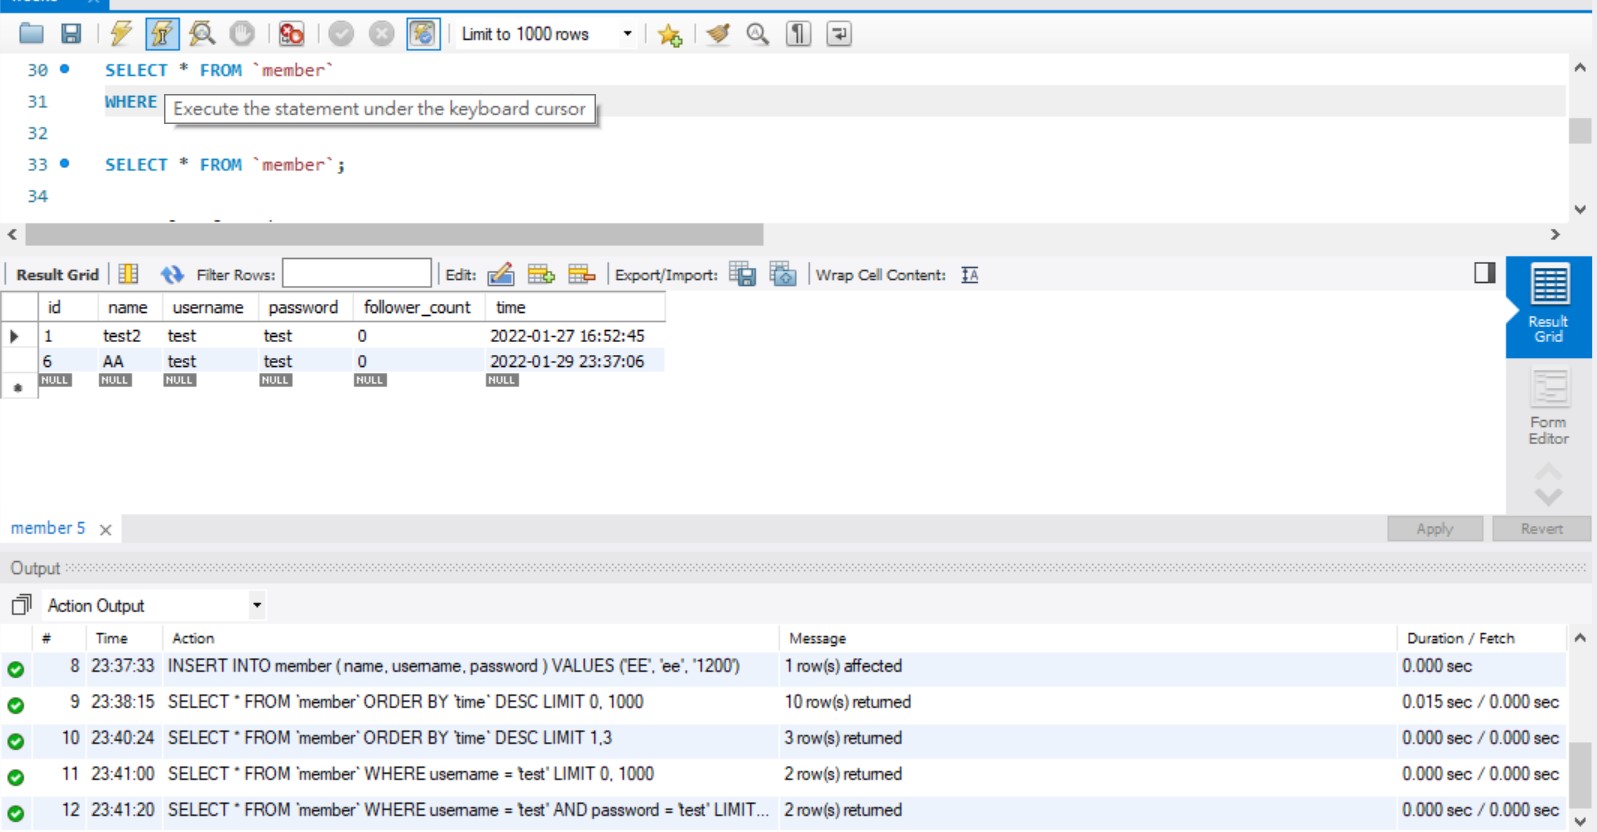 Limit to 1000 rows
30 SELECT * FROM `member`
31 WHERE
Execute the statement under the keyboard cursor
32
33 SELECT * FROM `member`;
34
Result Grid Filter Rows: Edit: Export/Import: Wrap Cell Content:
id name username password follower_count time
1 test2 test test 0 2022-01-27 16:52:45
6 AA test test 0 2022-01-29 23:37:06
NULL NULL NULL NULL NULL NULL
Result
Grid
Form
Editor
member 5
Apply Revert
Output
Action Output
# Time Action Message Duration / Fetch
8 23:37:33 INSERT INTO member ( name, username, password ) VALUES ('EE', 'ee', '1200') 1 row(s) affected 0.000 sec
9 23:38:15 SELECT * FROM `member` ORDER BY `time` DESC LIMIT 0, 1000 10 row(s) returned 0.015 sec / 0.000 sec
10 23:40:24 SELECT * FROM `member` ORDER BY `time` DESC LIMIT 1,3 3 row(s) returned 0.000 sec / 0.000 sec
11 23:41:00 SELECT * FROM `member` WHERE username = 'test' LIMIT 0, 1000 2 row(s) returned 0.000 sec / 0.000 sec
12 23:41:20 SELECT * FROM `member` WHERE username = 'test' AND password = 'test' LIMIT... 2 row(s) returned 0.000 sec / 0.000 sec